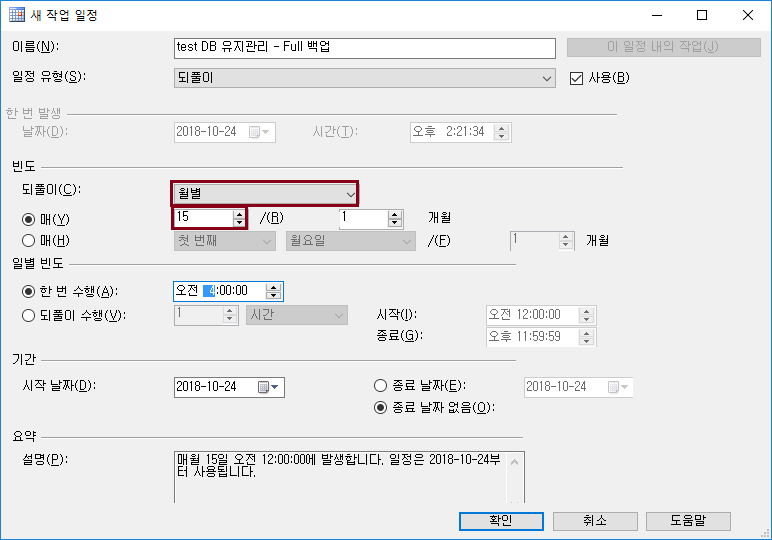 새 작업 일정
이름(N): test DB 유지관리 - Full 백업 이 일정 내의 작업(J)
일정 유형(S): 되풀이 사용(B)
한 번 발생
날짜(D): 2018-10-24 시간(T): 오후 2:21:34
빈도
되풀이(C): 월별
매(Y) 15 /(R) 1 개월
매(H) 첫 번째 월요일 /(F) 1 개월
일별 빈도
한 번 수행(A): 오전 4:00:00
되풀이 수행(V): 1 시간 시작(I): 오전 12:00:00
종료(G): 오후 11:59:59
기간
시작 날짜(D): 2018-10-24 종료 날짜(E): 2018-10-24
종료 날짜 없음(O):
요약
설명(P): 매월 15일 오전 12:00:00에 발생합니다. 일정은 2018-10-24부
터 사용됩니다.
확인 취소 도움말